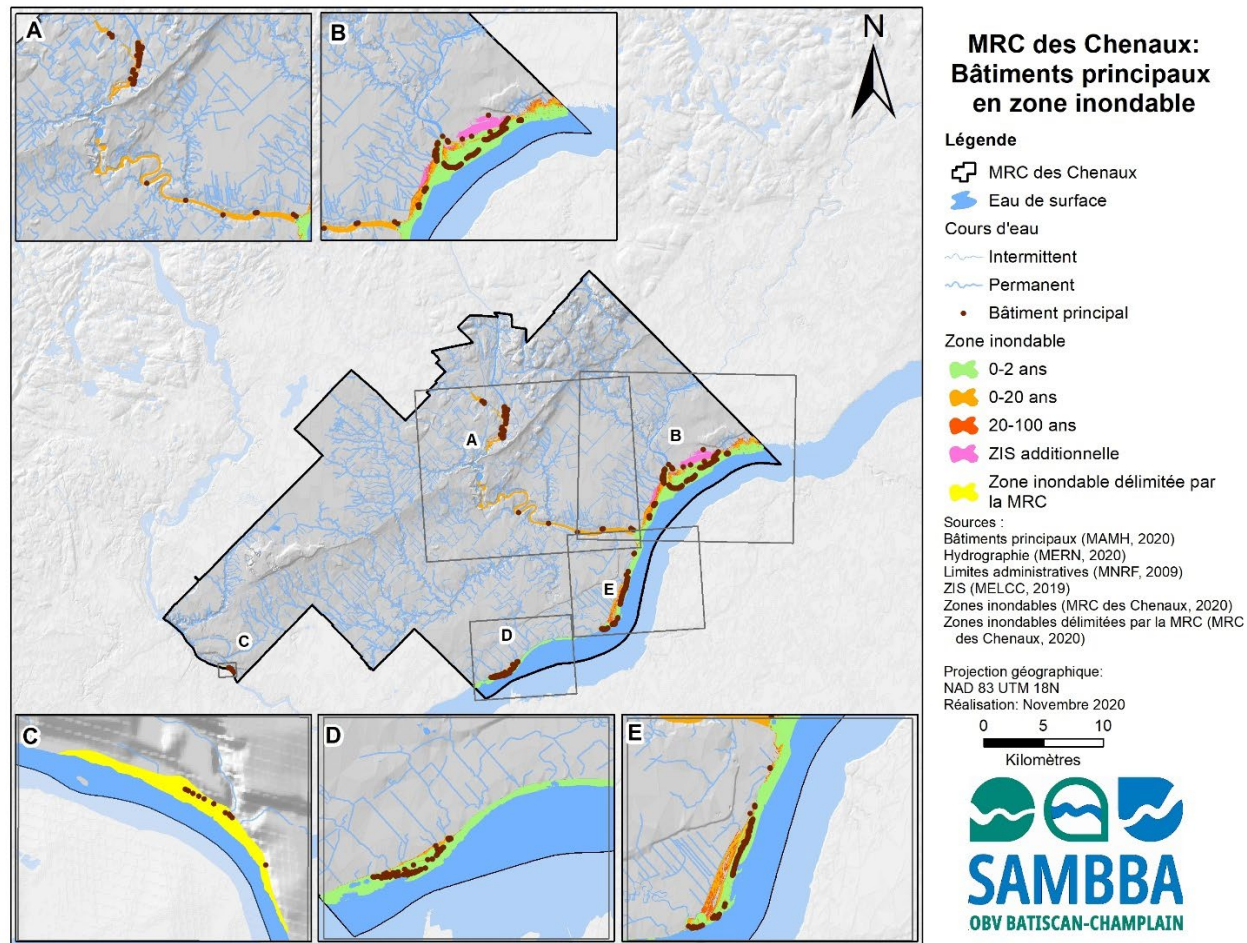 A
B
N
MRC des Chenaux:
Bâtiments principaux
en zone inondable
Légende
MRC des Chenaux
Eau de surface
Cours d'eau
Intermittent
Permanent
Bâtiment principal
Zone inondable
0-2 ans
0-20 ans
20-100 ans
ZIS additionnelle
Zone inondable délimitée par
la MRC
Sources :
Bâtiments principaux (MAMH, 2020)
Hydrographie (MERN, 2020)
Limites administratives (MNRF, 2009)
ZIS (MELCC, 2019)
Zones inondables (MRC des Chenaux, 2020)
Zones inondables délimitées par la MRC (MRC
des Chenaux, 2020)
Projection géographique:
NAD 83 UTM 18N
Réalisation: Novembre 2020
0 5 10
Kilomètres
SAMBBA
OBV BATISCAN-CHAMPLAIN
A
B
C
D
E
C
D
E